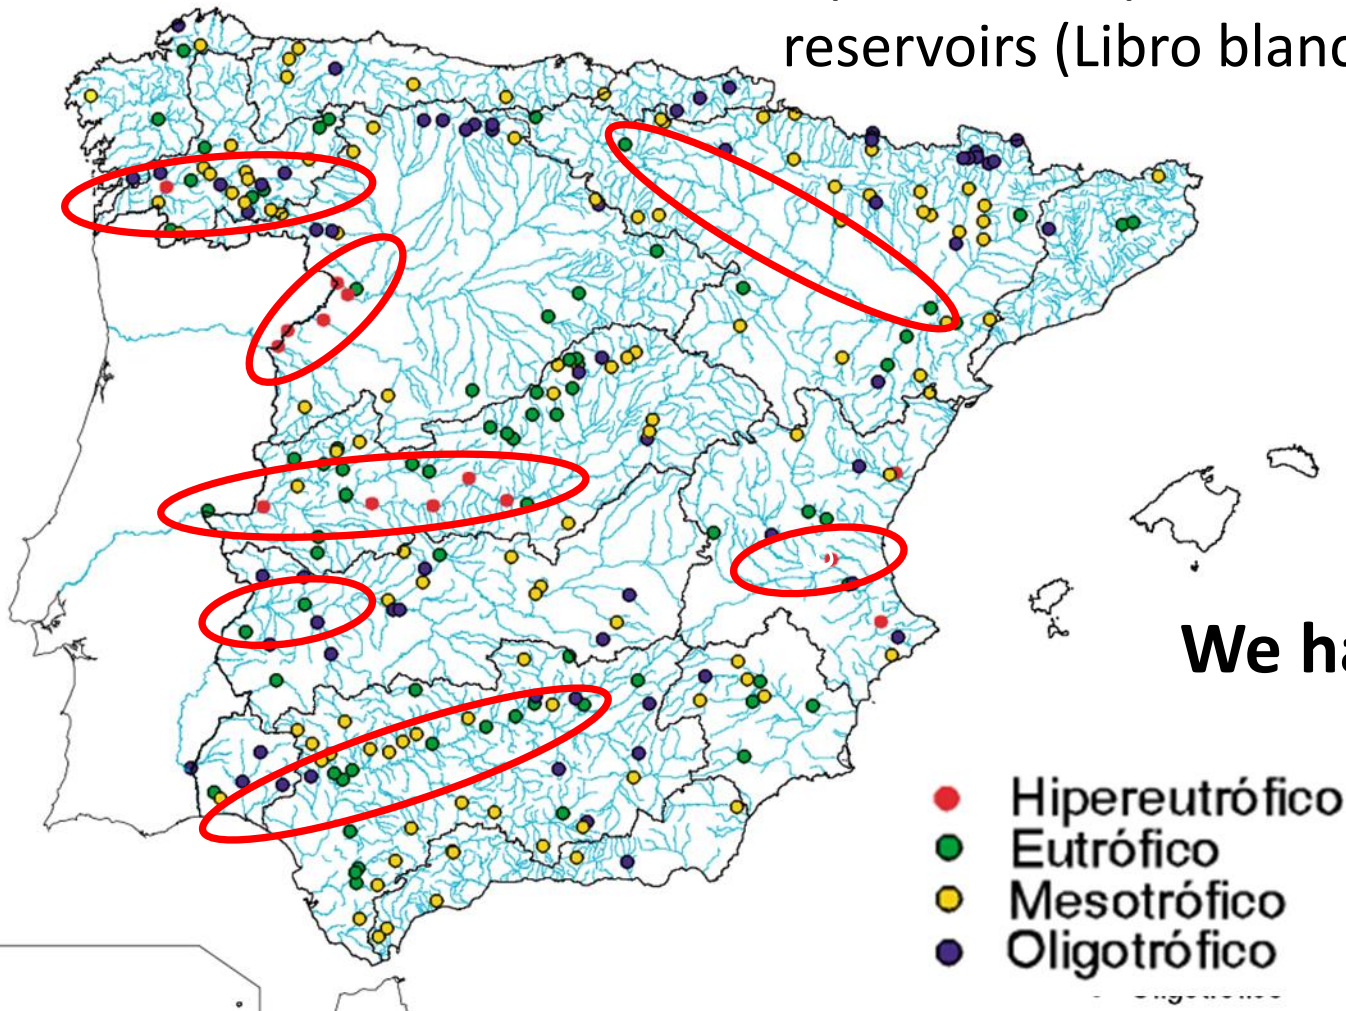 reservoirs (Libro blanc
We ha
Hipereutrófico
Eutrófico
Mesotrófico
Oligotrófico